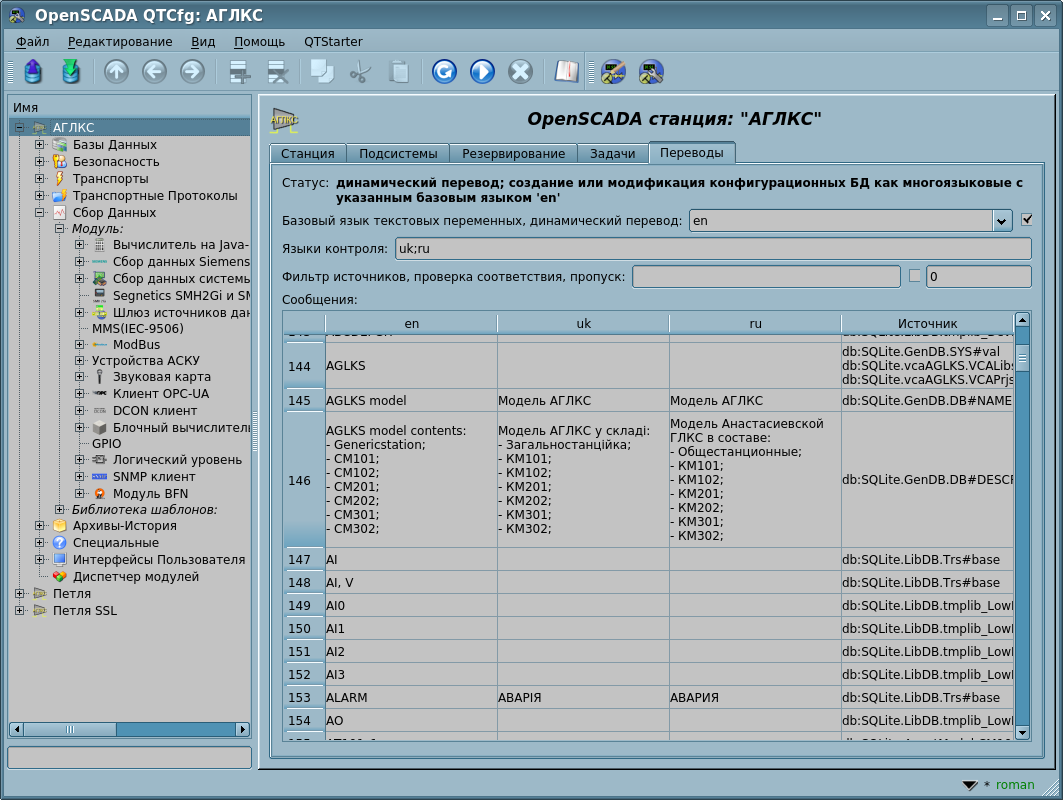 OpenSCADA QTCfg: АГЛКС
Файл Редактирование Вид Помощь QTStarter
Имя
АГЛКС
Базы Данных
Безопасность
Транспорты
Транспортные Протоколы
Сбор Данных
Модуль:
Вычислитель на Java-
Сбор данных Siemens
Сбор данных системы
Segnetics SMH2Gi и SM
Шлюз источников дан
MMS(IEC-9506)
ModBus
Устройства АСКУ
Звуковая карта
Клиент OPC-UA
DCON клиент
Блочный вычислитель
GPIO
Логический уровень
SNMP клиент
Модуль BFN
Библиотека шаблонов:
Архивы-История
Специальные
Интерфейсы Пользователя
Диспетчер модулей
Петля
Петля SSL
АГЛКС
OpenSCADA станция: "АГЛКС"
Станция Подсистемы Резервирование Задачи Переводы
Статус: динамический перевод; создание или модификация конфигурационных БД как многоязыковые с
указанным базовым языком 'en'
Базовый язык текстовых переменных, динамический перевод: en
Языки контроля: uk;ru
Фильтр источников, проверка соответствия, пропуск: 0
Сообщения:
en uk ru Источник
144 AGLKS db:SQLite.GenDB.SYS#val
db:SQLite.vcaAGLKS.VCALibs
db:SQLite.vcaAGLKS.VCAPrjs
145 AGLKS model Модель АГЛКС Модель АГЛКС db:SQLite.GenDB.DB#NAME
146
AGLKS model contents:
- Genericstation;
- CM101;
- CM102;
- CM201;
- CM202;
- CM301;
- CM302;
Модель АГЛКС у складі:
- Загальностанційка;
- КМ101;
- КМ102;
- КМ201;
- КМ202;
- КМ301;
- КМ302;
Модель Анастасиевской
ГЛКС в составе:
- Общестанционные;
- КМ101;
- КМ102;
- КМ201;
- КМ202;
- КМ301;
- КМ302;
db:SQLite.GenDB.DB#DESCR
147 AI db:SQLite.LibDB.Trs#base
148 AI, V db:SQLite.LibDB.Trs#base
149 AI0 db:SQLite.LibDB.tmplib_Low
150 AI1 db:SQLite.LibDB.tmplib_Low
151 AI2 db:SQLite.LibDB.tmplib_Low
152 AI3 db:SQLite.LibDB.tmplib_Low
153 ALARM АВАРІЯ АВАРИЯ db:SQLite.LibDB.Trs#base
154 AO db:SQLite.LibDB.tmplib_Low
* roman